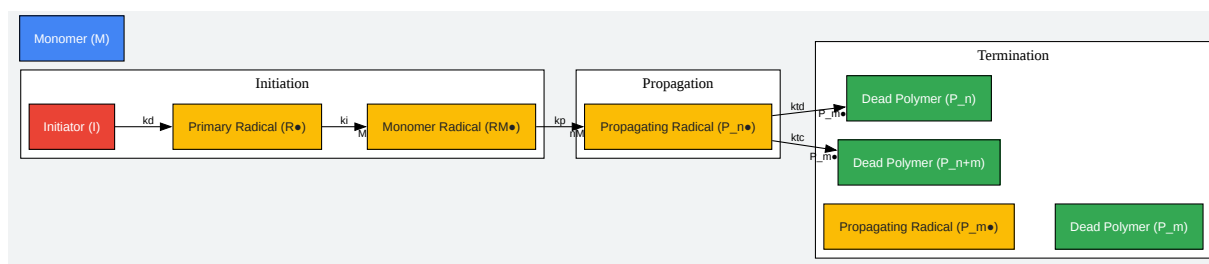 Monomer (M)
Initiation
Initiator (I)
kd
Primary Radical (R●)
ki
M
Monomer Radical (RM●)
kp
nM
Propagation
Propagating Radical (P_n●)
ktd
P_m●
ktc
P_m●
Termination
Dead Polymer (P_n)
Dead Polymer (P_n+m)
Propagating Radical (P_m●)
Dead Polymer (P_m)